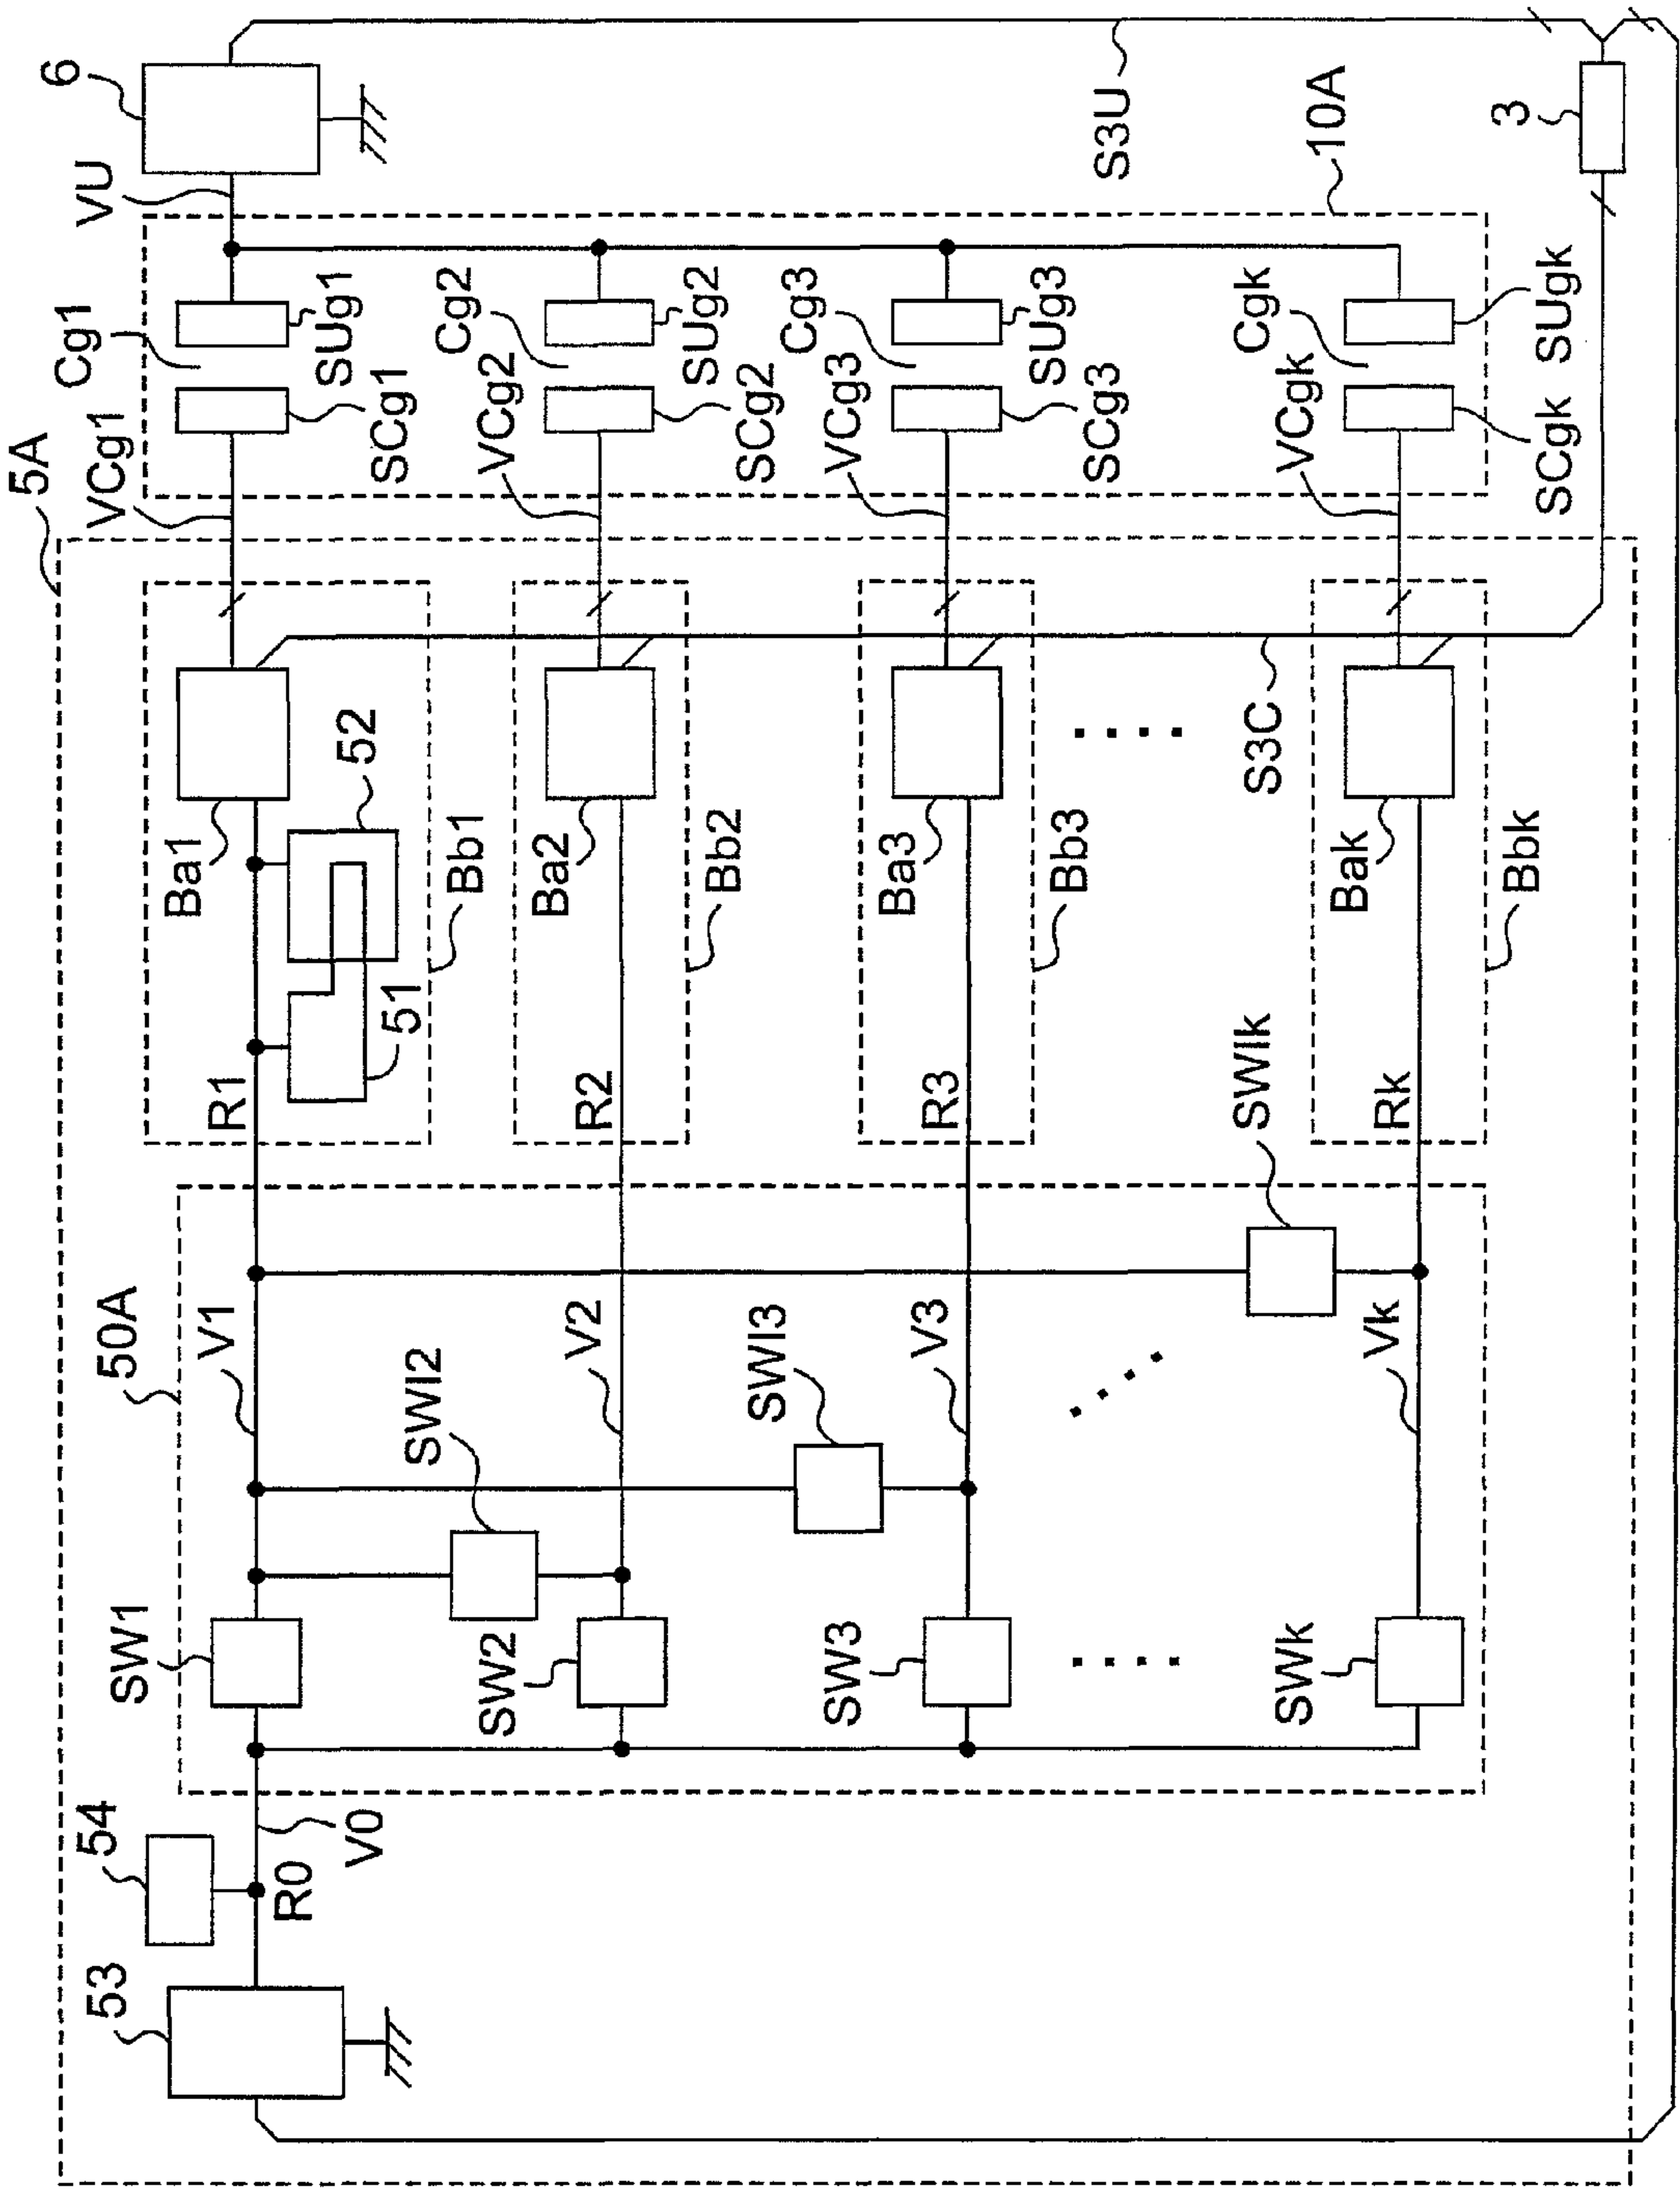 5A
6
VU
Cg1
VCg1
SUg1
SCg1
Cg2
VCg2
SUg2
SCg2
Cg3
VCg3
SUg3
SCg3
Cgk
VCgk
SUgk
SCgk
10A
S3U
3
S3C
Ba1
52
51
Bb1
R1
Ba2
Bb2
R2
Ba3
Bb3
R3
Bak
Bbk
Rk
50A
V1
V2
V3
Vk
SWI2
SWI3
SWIk
SW1
SW2
SW3
SWk
54
53
R0
V0